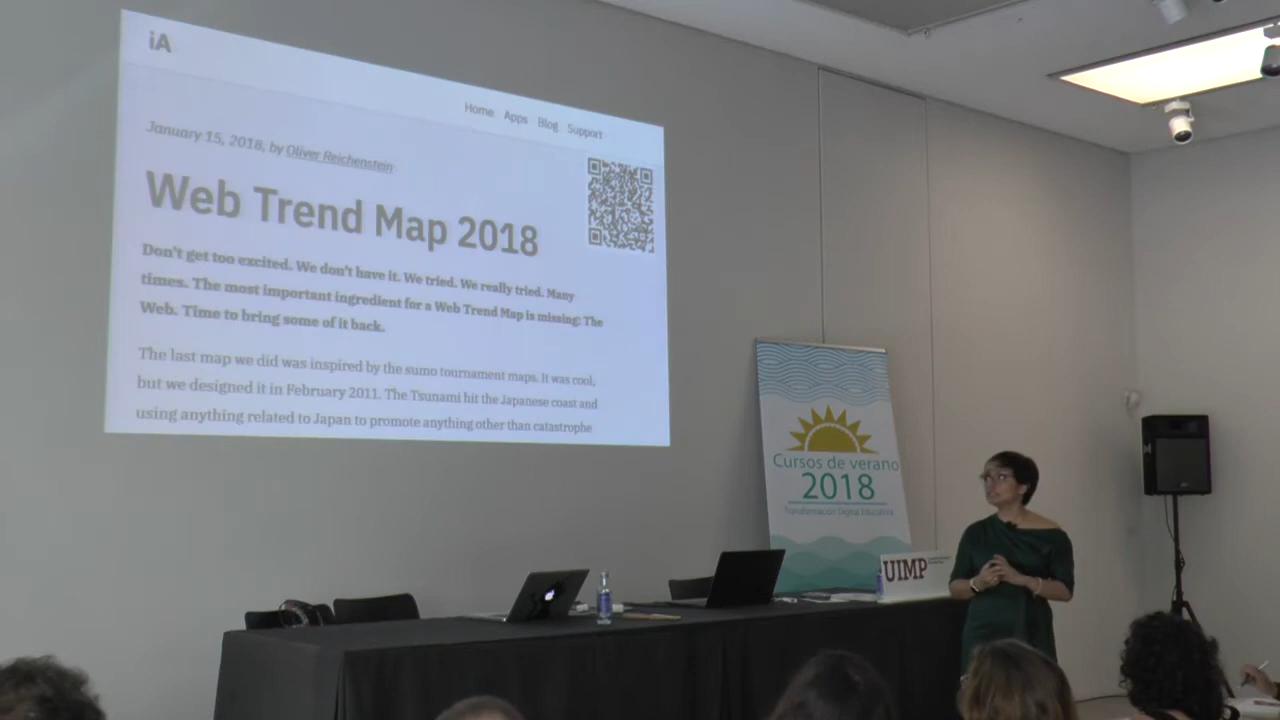 iA
Home Apps Blog Support
January 15, 2018, by Oliver Reichenstein
Web Trend Map 2018
Don't get too excited. We don't have it. We tried. We really tried. Many
times. The most important ingredient for a Web Trend Map is missing: The
Web. Time to bring some of it back.
The last map we did was inspired by the sumo tournament maps. It was cool,
but we designed it in February 2011. The Tsunami hit the Japanese coast and
using anything related to Japan to promote anything other than catastrophe
Cursos de verano
2018
Transformación Digital Educativa
UIMP